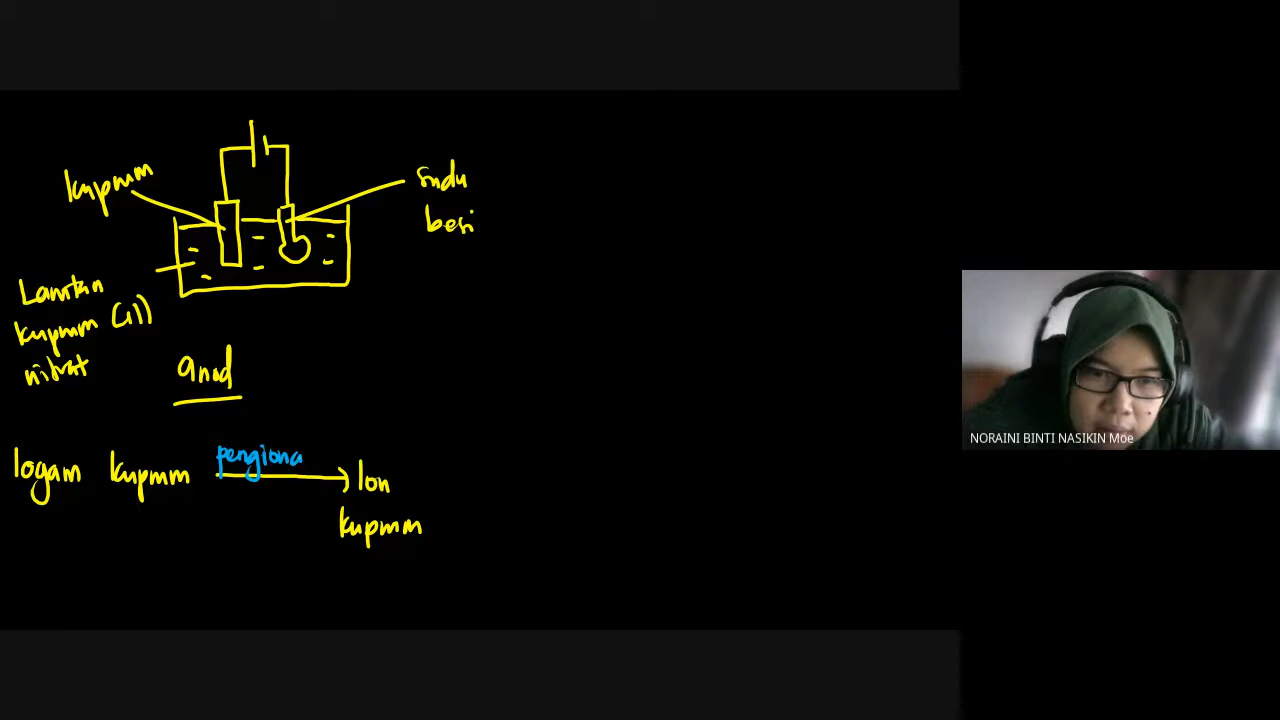 kuprum
sudu
besi
Larutan
kuprum (II)
nitrat
anod
logam kuprum pengiona Ion
kuprum
NORAINI BINTI NASIKIN Moe